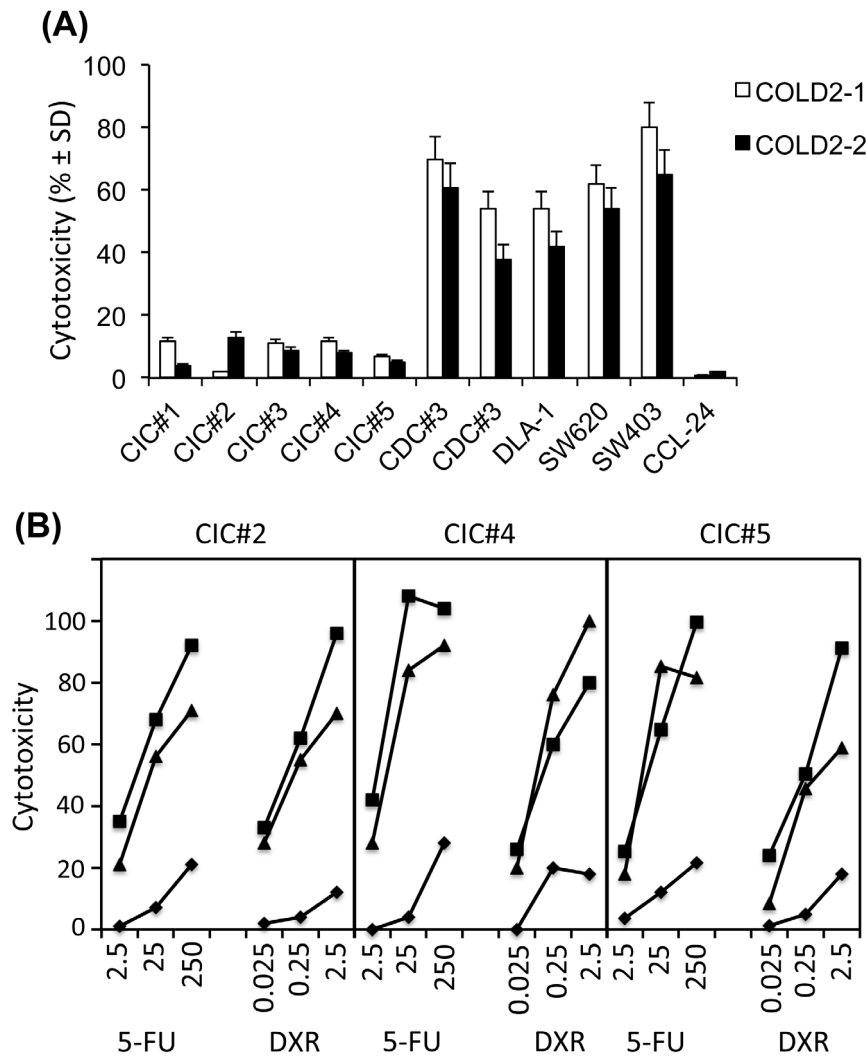 (A)
Cytotoxicity (% ± SD)
100
80
60
40
20
0
COLD2-1
COLD2-2
CIC#1
CIC#2
CIC#3
CIC#4
CIC#5
CDC#3
CDC#3
DLA-1
SW620
SW403
CCL-24
(B)
CIC#2 CIC#4 CIC#5
Cytotoxicity
100
80
60
40
20
0
2.5 25 250 0.025 0.25 2.5 2.5 25 250 0.025 0.25 2.5 2.5 25 250 0.025 0.25 2.5
5-FU DXR 5-FU DXR 5-FU DXR